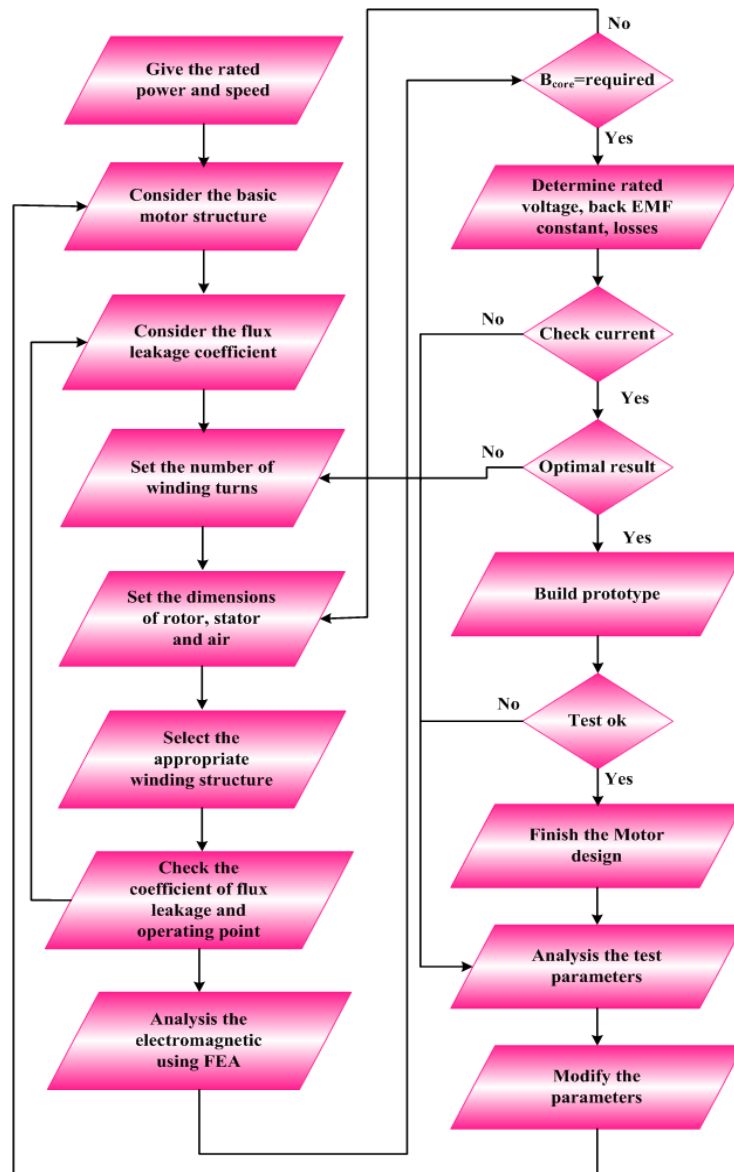 Give the rated
power and speed
Consider the basic
motor structure
Consider the flux
leakage coefficient
Set the number of
winding turns
Set the dimensions
of rotor, stator
and air
Select the
appropriate
winding structure
Check the
coefficient of flux
leakage and
operating point
Analysis the
electromagnetic
using FEA
No
Bcore=required
Yes
Determine rated
voltage, back EMF
constant, losses
No
Check current
Yes
No
Optimal result
Yes
Build prototype
No
Test ok
Yes
Finish the Motor
design
Analysis the test
parameters
Modify the
parameters